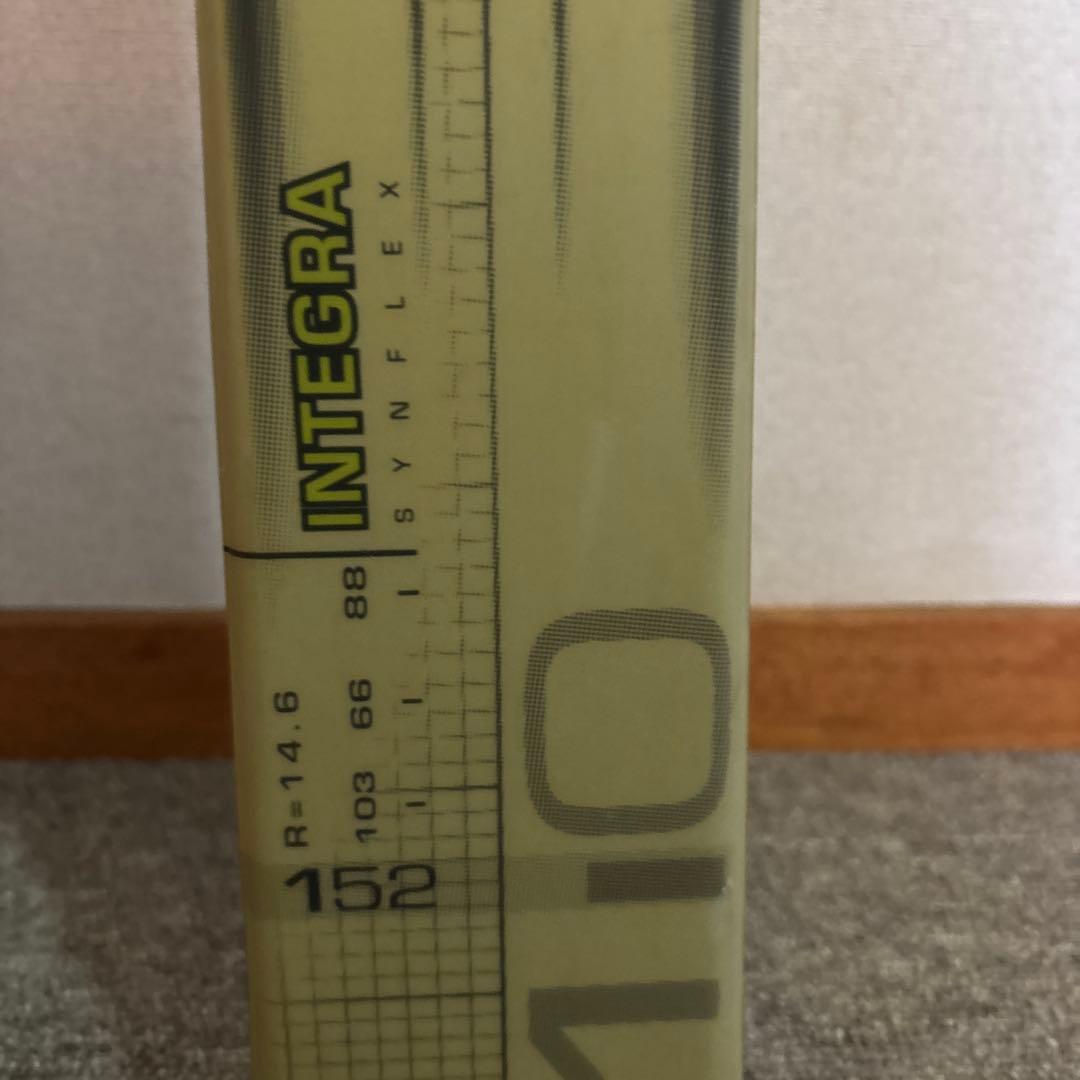 INTEGRA
SYNFLEX
R=14.6
103 66 88
152